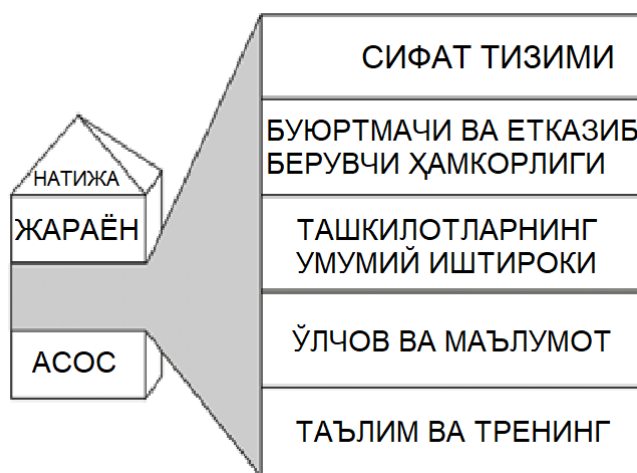 НАТИЖА
ЖАРАЁН
АСОС
СИФАТ ТИЗИМИ
БУЮРТМАЧИ ВА ЕТКАЗИБ
БЕРУВЧИ ҲАМКОРЛИГИ
ТАШКИЛОТЛАРНИНГ
УМУМИЙ ИШТИРОКИ
ЎЛЧОВ ВА МАЪЛУМОТ
ТАЪЛИМ ВА ТРЕНИНГ